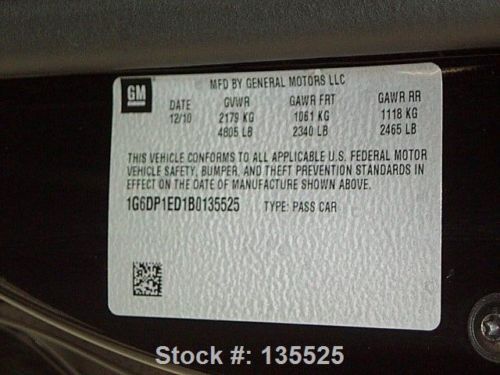 GM
MFD BY GENERAL MOTORS LLC
DATE GVWR GAWR FRT GAWR RR
12/10 2179 KG 1061 KG 1118 KG
4805 LB 2340 LB 2465 LB
THIS VEHICLE CONFORMS TO ALL APPLICABLE U.S. FEDERAL MOTOR
VEHICLE SAFETY, BUMPER, AND THEFT PREVENTION STANDARDS IN
EFFECT ON THE DATE OF MANUFACTURE SHOWN ABOVE.
1G6DP1ED1B0135525 TYPE: PASS CAR
Stock #: 135525